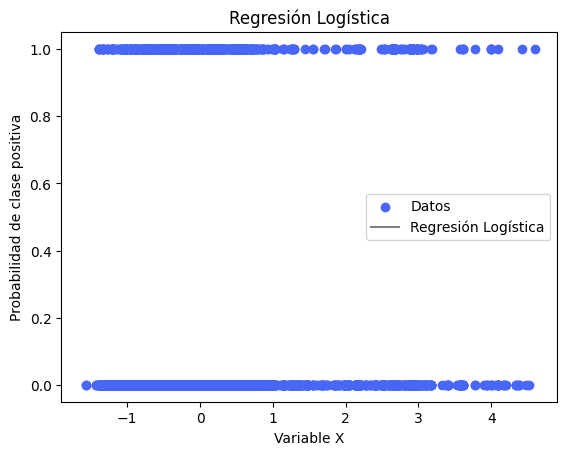 Regresión Logística
1.0
0.8
0.6
0.4
0.2
0.0
Probabilidad de clase positiva
Datos
Regresión Logística
−1 0 1 2 3 4
Variable X